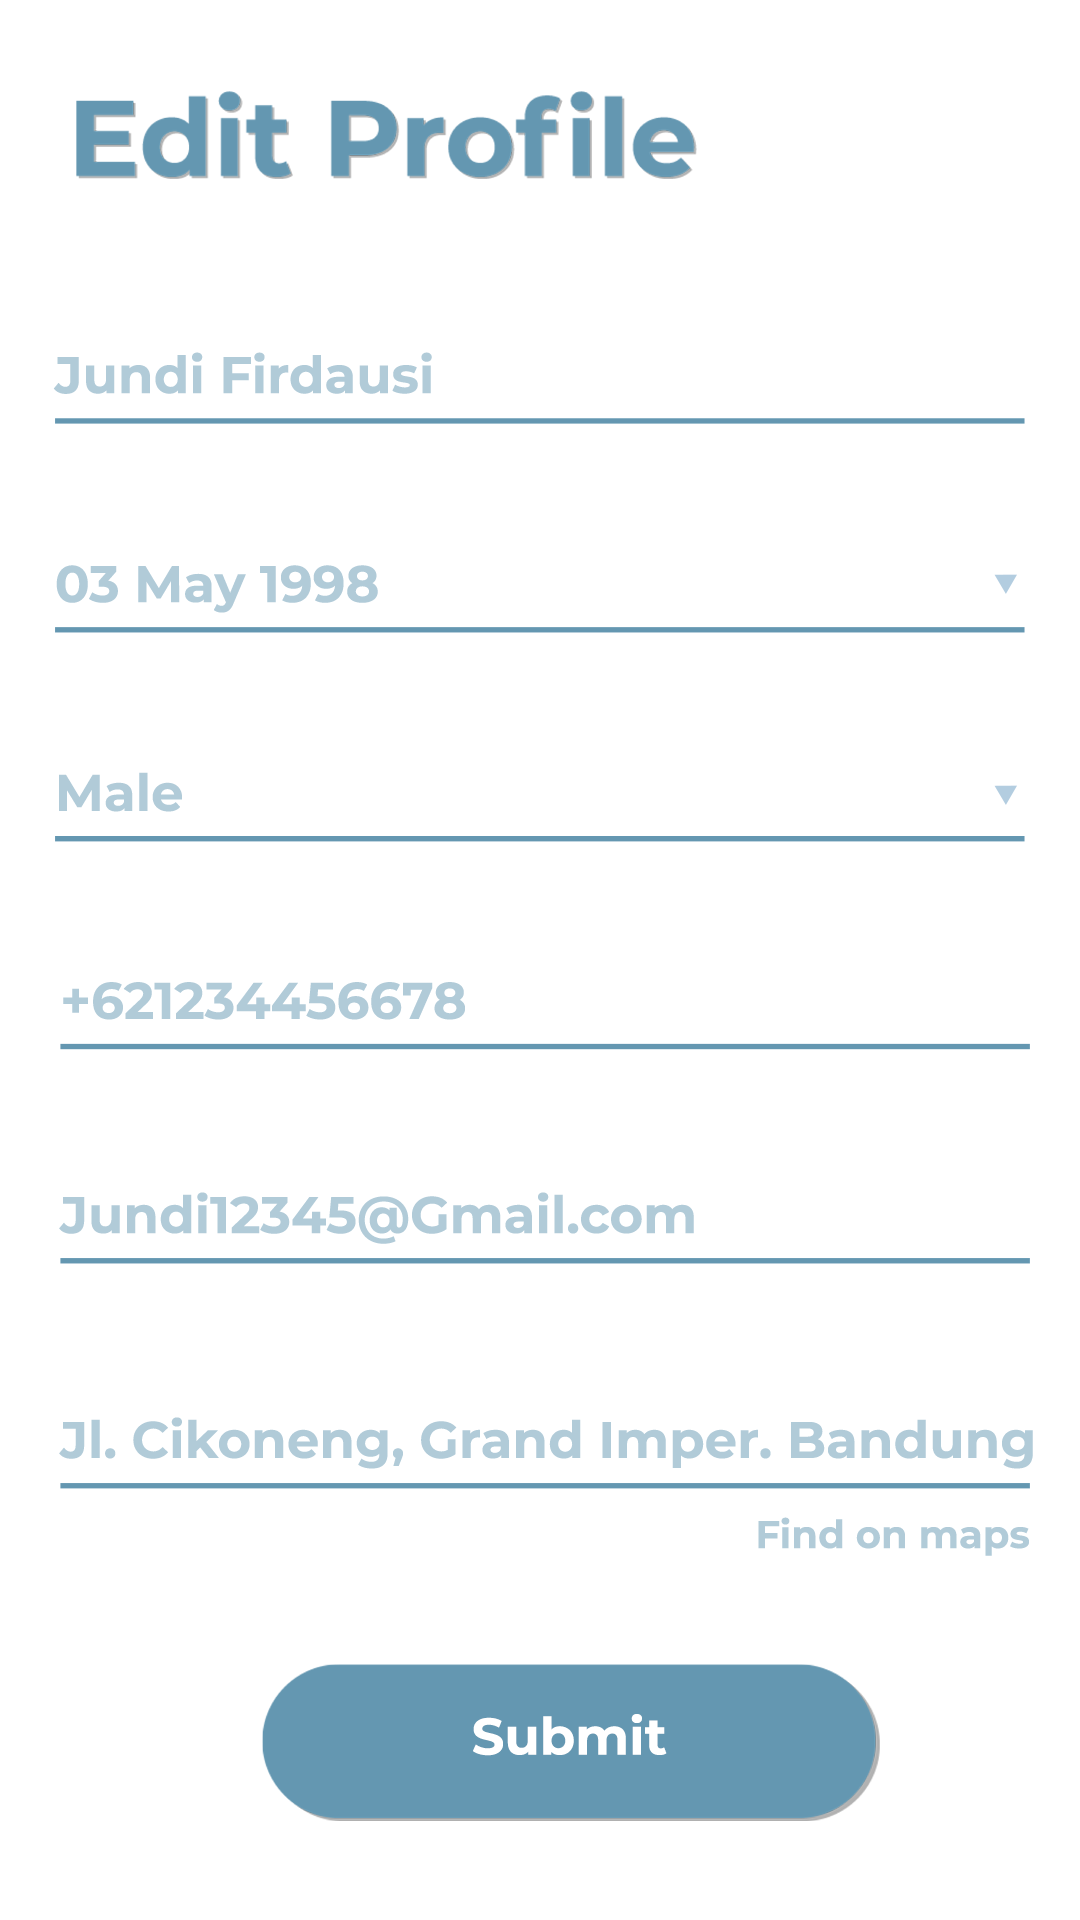 Edit Profile
Jundi Firdausi
03 May 1998
Male
+621234456678
Jundi12345@Gmail.com
Jl. Cikoneng, Grand Imper. Bandung
Find on maps
Submit